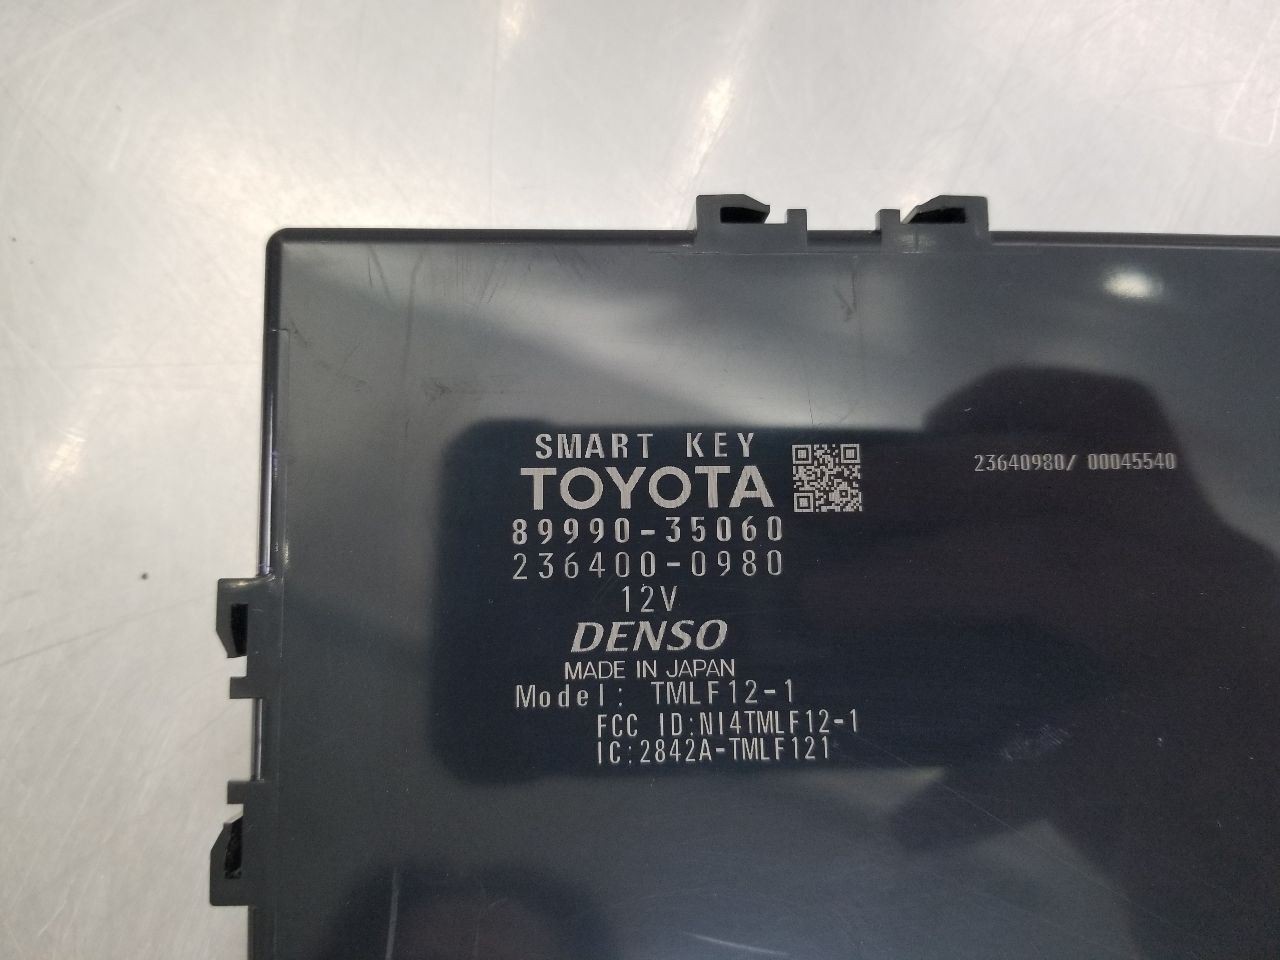 SMART KEY
TOYOTA
89990-35060
236400-0980
12V
DENSO
MADE IN JAPAN
Model: TMLF12-1
FCC ID:NI4TMLF12-1
IC:2842A-TMLF121
23640980/ 00045540